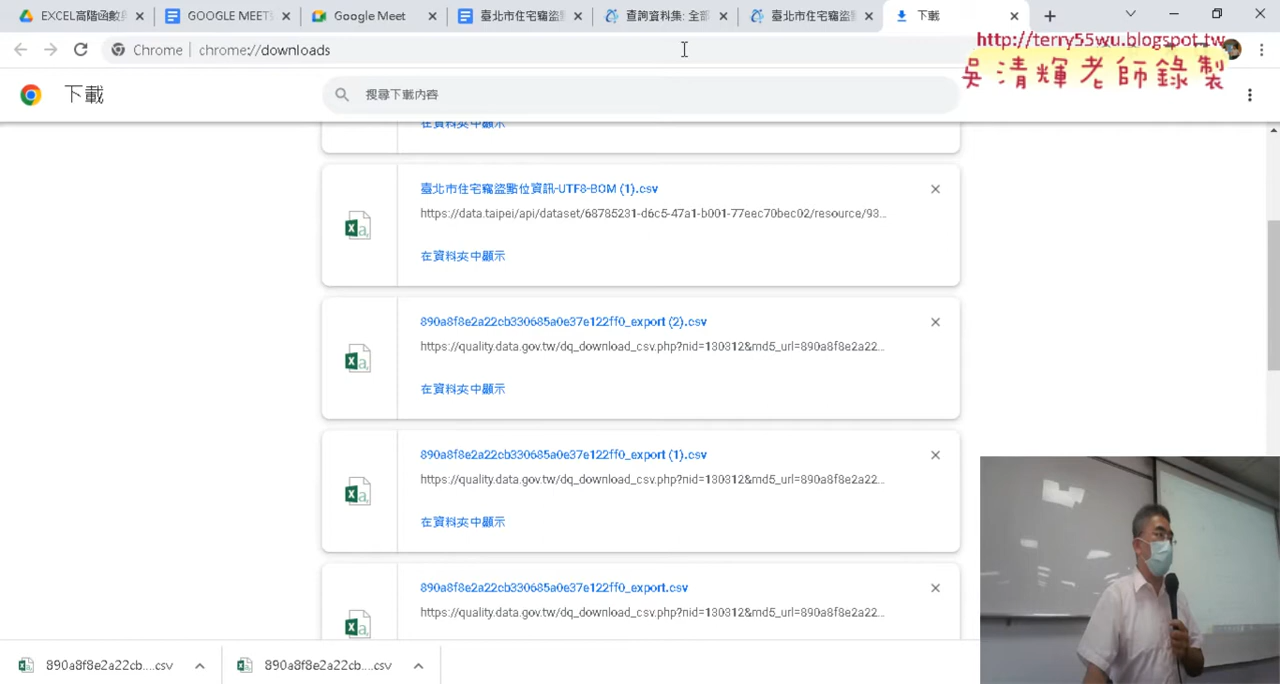 EXCEL高階函數與
GOOGLE MEET
Google Meet
臺北市住宅竊盜
查詢資料集: 全部
臺北市住宅竊盜
下載
Chrome
chrome://downloads
http://terry55wu.blogspot.tw
吳清輝老師錄製
下載
搜尋下載內容
在資料夾中顯示
臺北市住宅竊盜點位資訊-UTF8-BOM (1).csv
https://data.taipei/api/dataset/68785231-d6c5-47a1-b001-77eec70bec02/resource/93...
在資料夾中顯示
890a8f8e2a22cb330685a0e37e122ff0_export (2).csv
https://quality.data.gov.tw/dq_download_csv.php?nid=130312&md5_url=890a8f8e2a22...
在資料夾中顯示
890a8f8e2a22cb330685a0e37e122ff0_export (1).csv
https://quality.data.gov.tw/dq_download_csv.php?nid=130312&md5_url=890a8f8e2a22...
在資料夾中顯示
890a8f8e2a22cb330685a0e37e122ff0_export.csv
https://quality.data.gov.tw/dq_download_csv.php?nid=130312&md5_url=890a8f8e2a22...
890a8f8e2a22cb....csv
890a8f8e2a22cb....csv